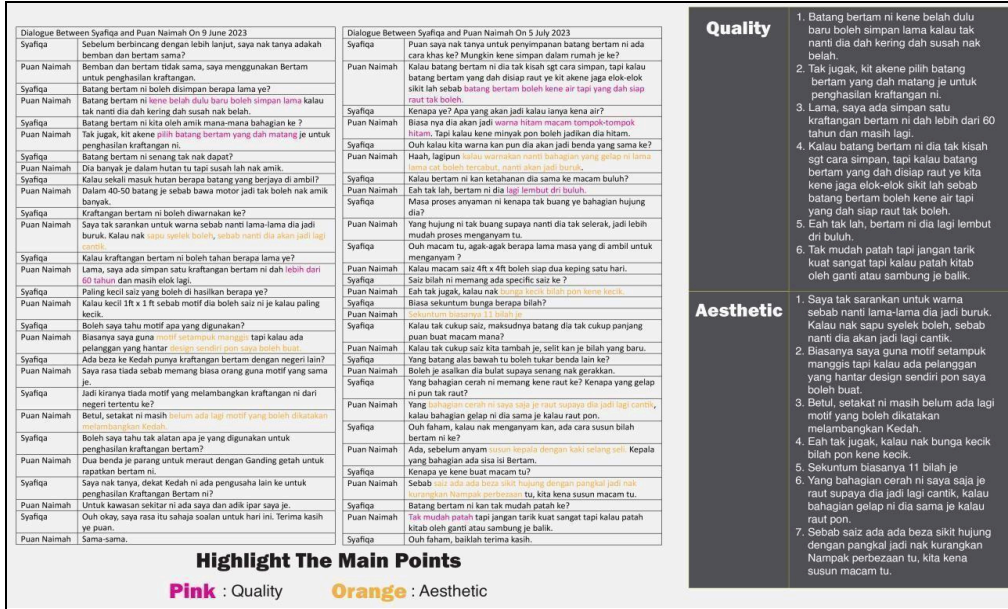 Dialogue Between Syafiqa and Puan Naimah On 9 June 2023
Syafiqa Sebelum berbincang dengan lebih lanjut, saya nak tanya adakah
bemban dan bertam sama?
Puan Naimah Bemban dan bertam tidak sama, saya menggunakan Bertam
untuk penghasilan kraftangan.
Syafiqa Batang bertam ni boleh disimpan berapa lama ye?
Puan Naimah Batang bertam ni kene belah dulu baru boleh simpan lama kalau
tak nanti dia dah kering dah susah nak belah.
Syafiqa Batang bertam ni kita oleh amik mana-mana bahagian ke ?
Puan Naimah Tak jugak, kit akene pilih batang bertam yang dah matang je untuk
penghasilan kraftangan ni.
Syafiqa Batang bertam ni senang tak nak dapat?
Puan Naimah Dia banyak je dalam hutan tu tapi susah lah nak amik.
Syafiqa Kalau sekali masuk hutan berapa batang yang berjaya di ambil?
Puan Naimah Dalam 40-50 batang je sebab bawa motor jadi tak boleh nak amik
banyak.
Syafiqa Kraftangan bertam ni boleh diwarnakan ke?
Puan Naimah Saya tak sarankan untuk warna sebab nanti lama-lama dia jadi
buruk. Kalau nak sapu syelek boleh, sebab nanti dia akan jadi lagi
cantik.
Syafiqa Kalau kraftangan bertam ni boleh tahan berapa lama ye?
Puan Naimah Lama, saya ada simpan satu kraftangan bertam ni dah lebih dari
60 tahun dan masih elok lagi.
Syafiqa Paling kecil saiz yang boleh di hasilkan berapa ye?
Puan Naimah Kalau kecil 1ft x 1 ft sebab motif dia boleh saiz ni je kalau paling
kecik.
Syafiqa Boleh saya tahu motif apa yang digunakan?
Puan Naimah Biasanya saya guna motif setampuk manggis tapi kalau ada
pelanggan yang hantar design sendiri pon saya boleh buat.
Syafiqa Ada beza ke Kedah punya kraftangan bertam dengan negeri lain?
Puan Naimah Saya rasa tiada sebab memang biasa orang guna motif yang sama
je.
Syafiqa Jadi kiranya tiada motif yang melambangkan kraftangan ni dari
negeri tertentu ke?
Puan Naimah Betul, setakat ni masih belum ada lagi motif yang boleh dikatakan
melambangkan Kedah.
Syafiqa Boleh saya tahu tak alatan apa je yang digunakan untuk
penghasilan kraftangan bertam?
Puan Naimah Dua benda je parang untuk meraut dengan Ganding getah untuk
rapatkan bertam ni.
Syafiqa Saya nak tanya, dekat Kedah ni ada pengusaha lain ke untuk
penghasilan Kraftangan Bertam ni?
Puan Naimah Untuk kawasan sekitar ni ada saya dan adik ipar saya je.
Syafiqa Ouh okay, saya rasa itu sahaja soalan untuk hari ini. Terima kasih
ye puan.
Puan Naimah Sama-sama.
Dialogue Between Syafiqa and Puan Naimah On 5 July 2023
Syafiqa Puan saya nak tanya untuk penyimpanan batang bertam ni ada
cara khas ke? Mungkin kene simpan dalam rumah je ke?
Puan Naimah Kalau batang bertam ni dia tak kisah sgt cara simpan, tapi kalau
batang bertam yang dah disiap raut ye kit akene jaga elok-elok
sikit lah sebab batang bertam boleh kene air tapi yang dah siap
raut tak boleh.
Syafiqa Kenapa ye? Apa yang akan jadi kalau ianya kena air?
Puan Naimah Biasa nya dia akan jadi warna hitam macam tompok-tompok
hitam. Tapi kalau kene minyak pon boleh jadikan dia hitam.
Syafiqa Ouh kalau kita warna kan pun dia akan jadi benda yang sama ke?
Puan Naimah Haah, lagipun kalau warnakan nanti bahagian yang gelap ni lama
lama cat boleh tercabut, nanti akan jadi buruk.
Syafiqa Kalau bertam ni kan ketahanan dia sama ke macam buluh?
Puan Naimah Eah tak lah, bertam ni dia lagi lembut dri buluh.
Syafiqa Masa proses anyaman ni kenapa tak buang ye bahagian hujung
dia?
Puan Naimah Yang hujung ni tak buang supaya nanti dia tak selerak, jadi lebih
mudah proses menganyam tu.
Syafiqa Ouh macam tu, agak-agak berapa lama masa yang di ambil untuk
menganyam ?
Puan Naimah Kalau macam saiz 4ft x 4ft boleh siap dua keping satu hari.
Syafiqa Saiz bilah ni memang ada specific saiz ke ?
Puan Naimah Eah tak jugak, kalau nak bunga kecik bilah pon kene kecik.
Syafiqa Biasa sekuntum bunga berapa bilah?
Puan Naimah Sekuntum biasanya 11 bilah je
Syafiqa Kalau tak cukup saiz, maksudnya batang dia tak cukup panjang
puan buat macam mana?
Puan Naimah Kalau tak cukup saiz kita tambah je, selit kan je bilah yang baru.
Syafiqa Yang batang alas bawah tu boleh tukar benda lain ke?
Puan Naimah Boleh je asalkan dia bulat supaya senang nak gerakkan.
Syafiqa Yang bahagian cerah ni memang kene raut ke? Kenapa yang gelap
ni pun tak raut?
Puan Naimah Yang bahagian cerah ni saya saje je raut supaya dia jadi lagi cantik,
kalau bahagian gelap ni dia sama je kalau raut pon.
Syafiqa Ouh faham, kalau nak menganyam kan, ada cara susun bilah
bertam ni ke?
Puan Naimah Ada, sebelum anyam susun kepala dengan kaki selang seli. Kepala
yang bahagian ada sisa isi Bertam.
Syafiqa Kenapa ye kene buat macam tu?
Puan Naimah Sebab saiz ada ada beza sikit hujung dengan pangkal jadi nak
kurangkan Nampak perbezaan tu, kita kena susun macam tu.
Syafiqa Batang bertam ni kan tak mudah patah ke?
Puan Naimah Tak mudah patah tapi jangan tarik kuat sangat tapi kalau patah
kitab oleh ganti atau sambung je balik.
Syafiqa Ouh faham, baiklah terima kasih.
Highlight The Main Points
Pink : Quality Orange : Aesthetic
Quality
1. Batang bertam ni kene belah dulu
baru boleh simpan lama kalau tak
nanti dia dah kering dah susah nak
belah.
2. Tak jugak, kit akene pilih batang
bertam yang dah matang je untuk
penghasilan kraftangan ni.
3. Lama, saya ada simpan satu
kraftangan bertam ni dah lebih dari 60
tahun dan masih lagi.
4. Kalau batang bertam ni dia tak kisah
sgt cara simpan, tapi kalau batang
bertam yang dah disiap raut ye kita
kene jaga elok-elok sikit lah sebab
batang bertam boleh kene air tapi
yang dah siap raut tak boleh.
5. Eah tak lah, bertam ni dia lagi lembut
dri buluh.
6. Tak mudah patah tapi jangan tarik
kuat sangat tapi kalau patah kitab
oleh ganti atau sambung je balik.
Aesthetic
1. Saya tak sarankan untuk warna
sebab nanti lama-lama dia jadi buruk.
Kalau nak sapu syelek boleh, sebab
nanti dia akan jadi lagi cantik.
2. Biasanya saya guna motif setampuk
manggis tapi kalau ada pelanggan
yang hantar design sendiri pon saya
boleh buat.
3. Betul, setakat ni masih belum ada lagi
motif yang boleh dikatakan
melambangkan Kedah.
4. Eah tak jugak, kalau nak bunga kecik
bilah pon kene kecik.
5. Sekuntum biasanya 11 bilah je
6. Yang bahagian cerah ni saya saje je
raut supaya dia jadi lagi cantik, kalau
bahagian gelap ni dia sama je kalau
raut pon.
7. Sebab saiz ada ada beza sikit hujung
dengan pangkal jadi nak kurangkan
Nampak perbezaan tu, kita kena
susun macam tu.